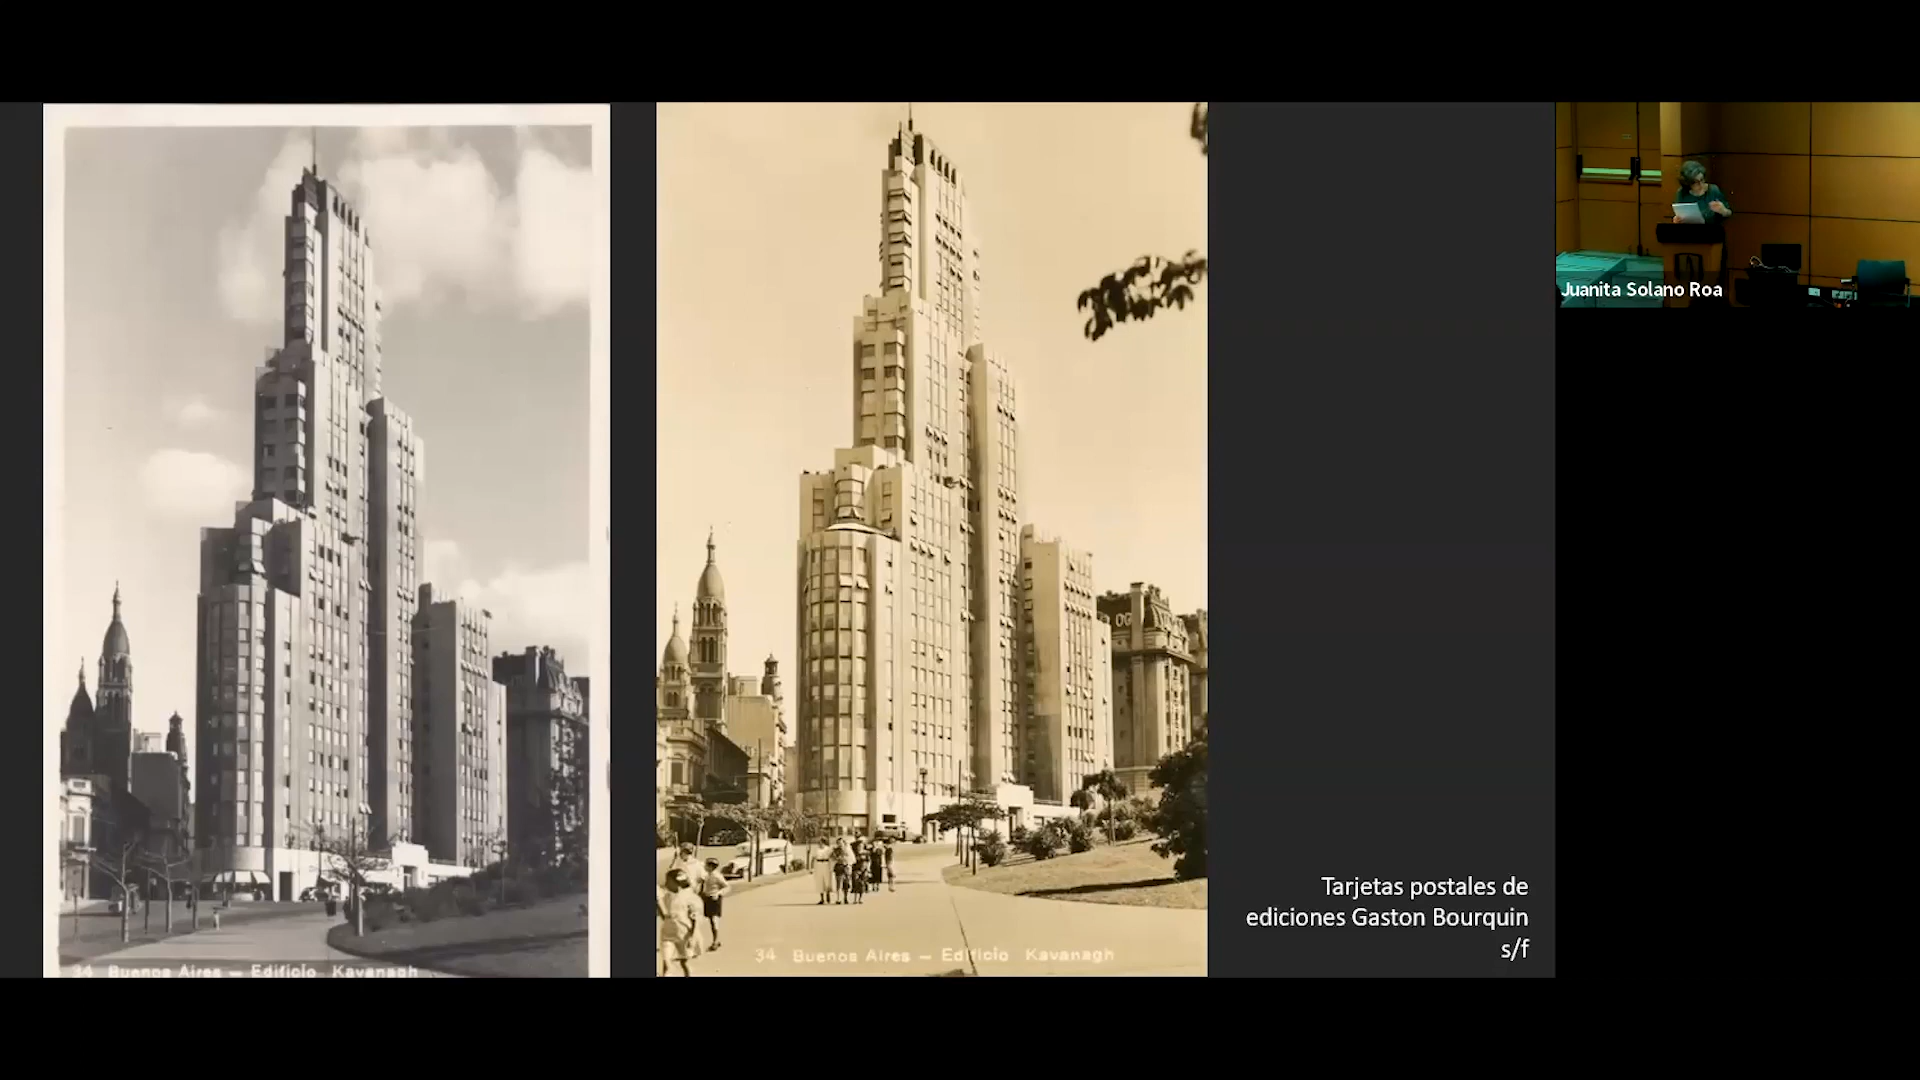 34 Buenos Aires – Edificio Kavanagh
34 Buenos Aires – Edificio Kavanagh
Tarjetas postales de
ediciones Gaston Bourquin
s/f
Juanita Solano Roa